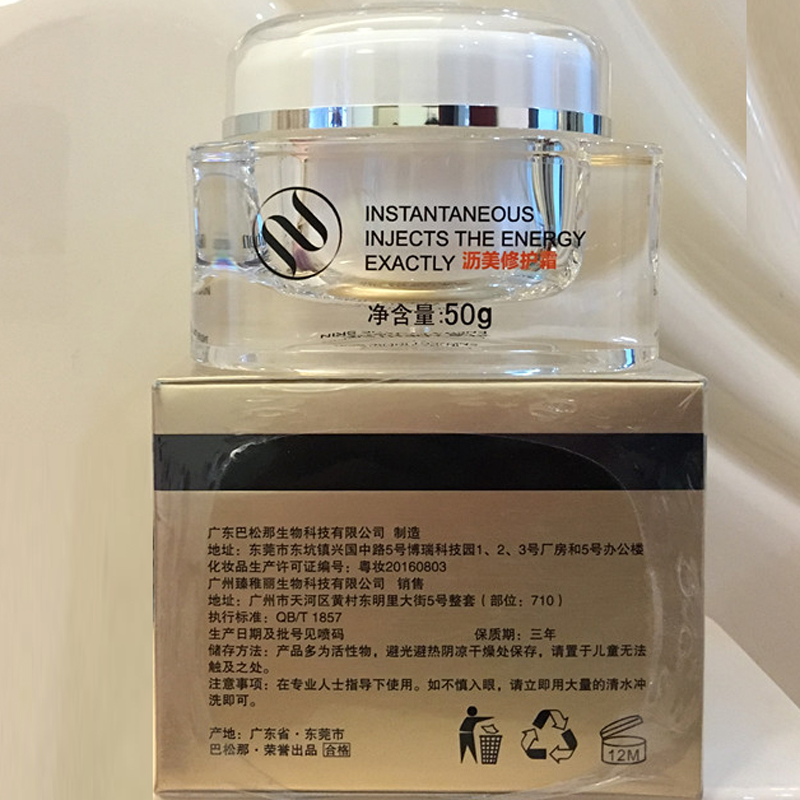 INSTANTANEOUS
INJECTS THE ENERGY
EXACTLY 沥美修护霜
净含量:50g
广东巴松那生物科技有限公司 制造
地址：东莞市东坑镇兴国中路5号博瑞科技园1、2、3号厂房和5号办公楼
化妆品生产许可证编号：粤妆20160803
广州臻稚丽生物科技有限公司 销售
地址：广州市天河区黄村东明里大街5号整套（部位：710）
执行标准：QB/T 1857
生产日期及批号见喷码 保质期：三年
储存方法：产品多为活性物，避光避热阴凉干燥处保存，请置于儿童无法
触及之处。
注意事项：在专业人士指导下使用。如不慎入眼，请立即用大量的清水冲
洗即可。
产地：广东省·东莞市
巴松那·荣誉出品 合格
12M